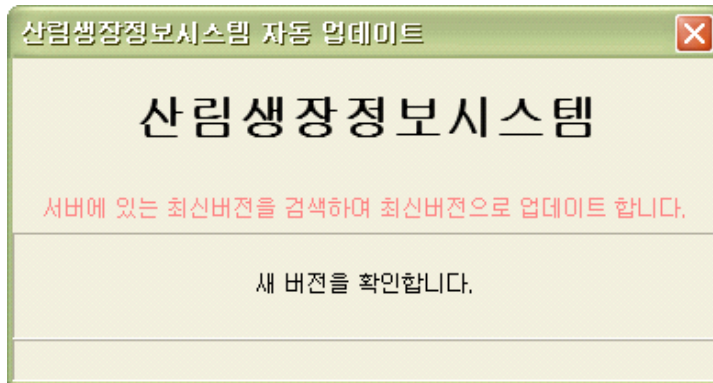 산림생장정보시스템 자동 업데이트
산림생장정보시스템
서버에 있는 최신버전을 검색하여 최신버전으로 업데이트 합니다.
새 버전을 확인합니다.